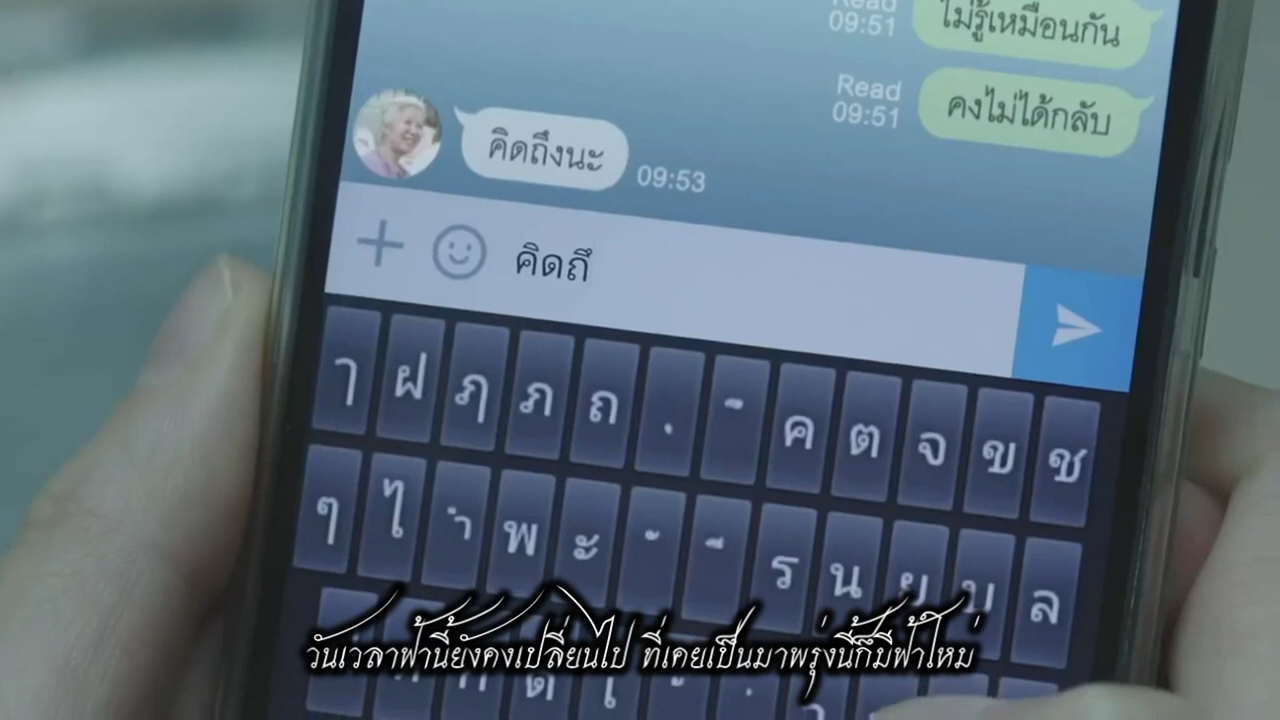 Read
09:51
ไม่รู้เหมือนกัน
Read
09:51
คงไม่ได้กลับ
คิดถึงนะ
09:53
คิดถึ
ๅ ฝ ฎ ภ ถ ุ ึ ค ต จ ข ช
ๆ ไ ำ พ ะ ั ี ร น ย บ ล
วันเวลาฟ้านี้ยังคงเปลี่ยนไป ที่เคยเป็นมาพรุ่งนี้ก็มีฟ้าใหม่